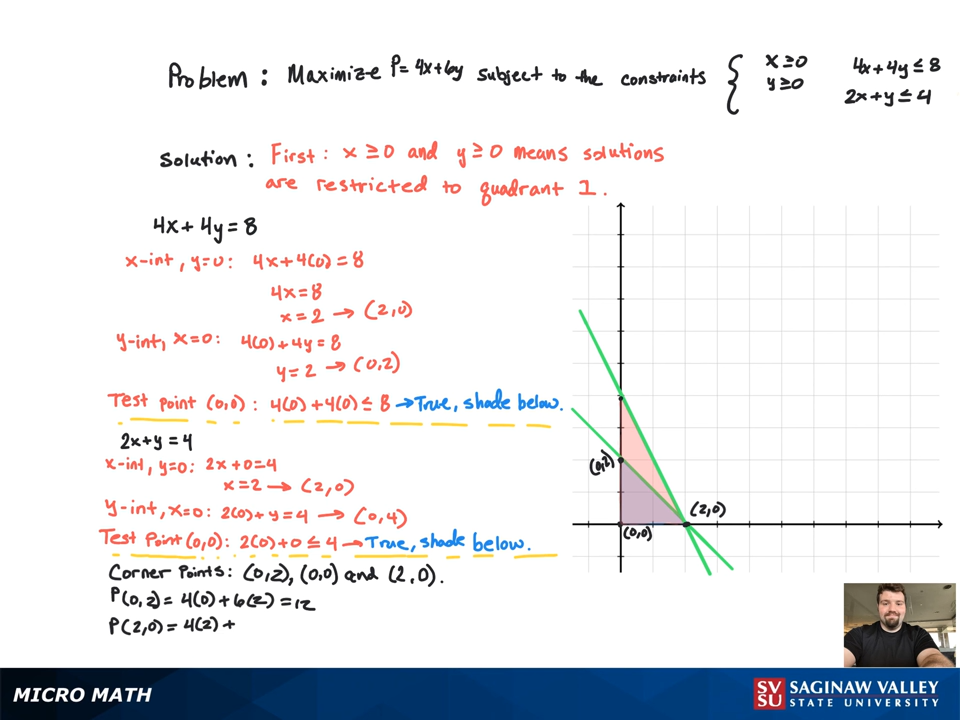 Problem : Maximize P=4x+6y subject to the constraints { x≥0 4x+4y≤8
y≥0 2x+y≤4
Solution : First : x≥0 and y≥0 means solutions
are restricted to quadrant 1.
4x+4y=8
x-int, y=0: 4x+4(0)=8
4x=8
x=2 → (2,0)
y-int, x=0: 4(0)+4y=8
y=2 → (0,2)
Test point (0,0): 4(0)+4(0)≤8 → True, shade below.
2x+y=4
x-int, y=0: 2x+0=4
x=2 → (2,0)
y-int, x=0: 2(0)+y=4 → (0,4)
Test Point (0,0): 2(0)+0≤4 → True, shade below.
Corner Points: (0,2), (0,0) and (2,0).
P(0,2)=4(0)+6(2)=12
P(2,0)=4(2)+
(0,2)
(2,0)
(0,0)
MICRO MATH
SV
SU
SAGINAW VALLEY
STATE UNIVERSITY